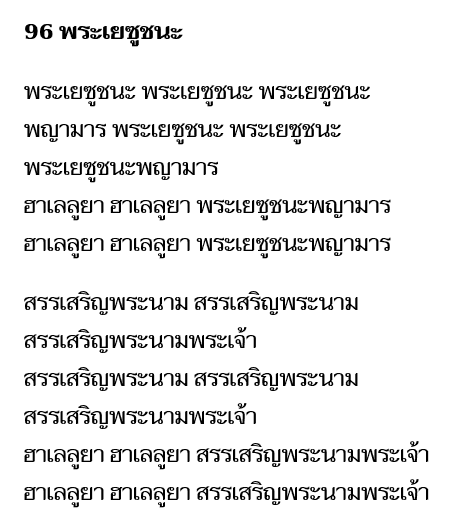 96 พระเยซูชนะ
พระเยซูชนะ พระเยซูชนะ พระเยซูชนะ
พญามาร พระเยซูชนะ พระเยซูชนะ
พระเยซูชนะพญามาร
ฮาเลลูยา ฮาเลลูยา พระเยซูชนะพญามาร
ฮาเลลูยา ฮาเลลูยา พระเยซูชนะพญามาร
สรรเสริญพระนาม สรรเสริญพระนาม
สรรเสริญพระนามพระเจ้า
สรรเสริญพระนาม สรรเสริญพระนาม
สรรเสริญพระนามพระเจ้า
ฮาเลลูยา ฮาเลลูยา สรรเสริญพระนามพระเจ้า
ฮาเลลูยา ฮาเลลูยา สรรเสริญพระนามพระเจ้า